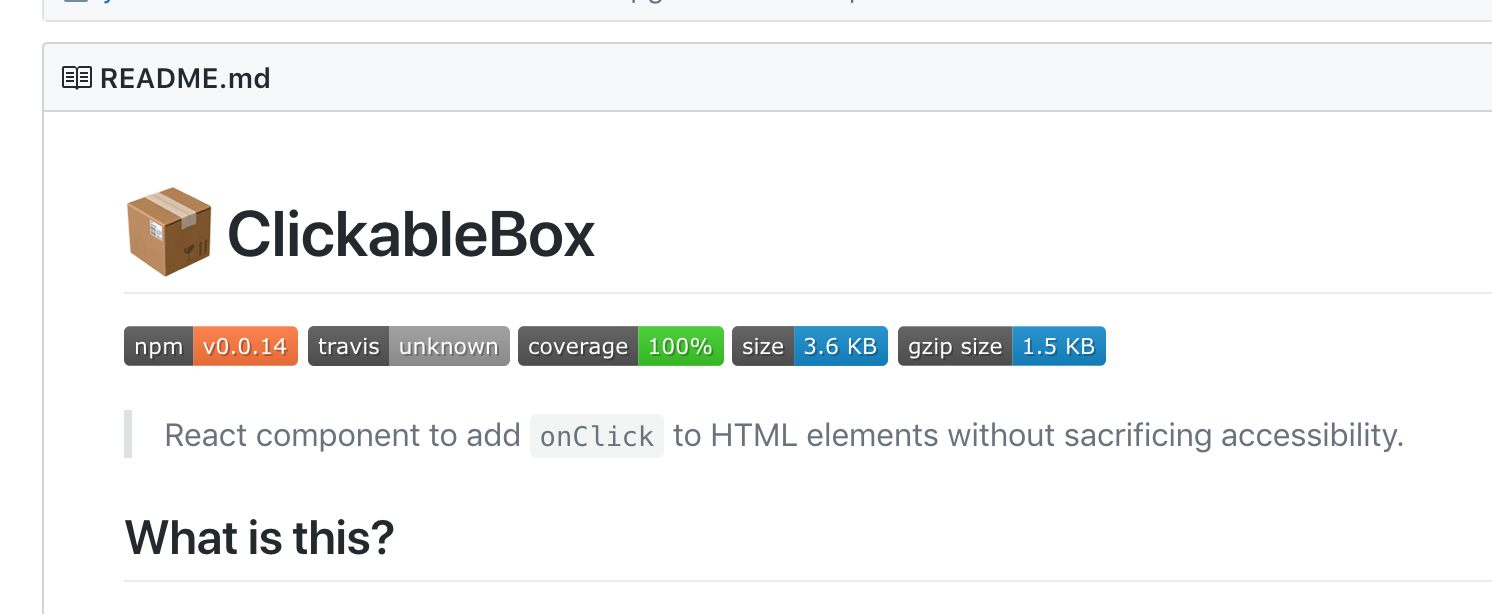 README.md
ClickableBox
npm v0.0.14 travis unknown coverage 100% size 3.6 KB gzip size 1.5 KB
React component to add onClick to HTML elements without sacrificing accessibility.
What is this?